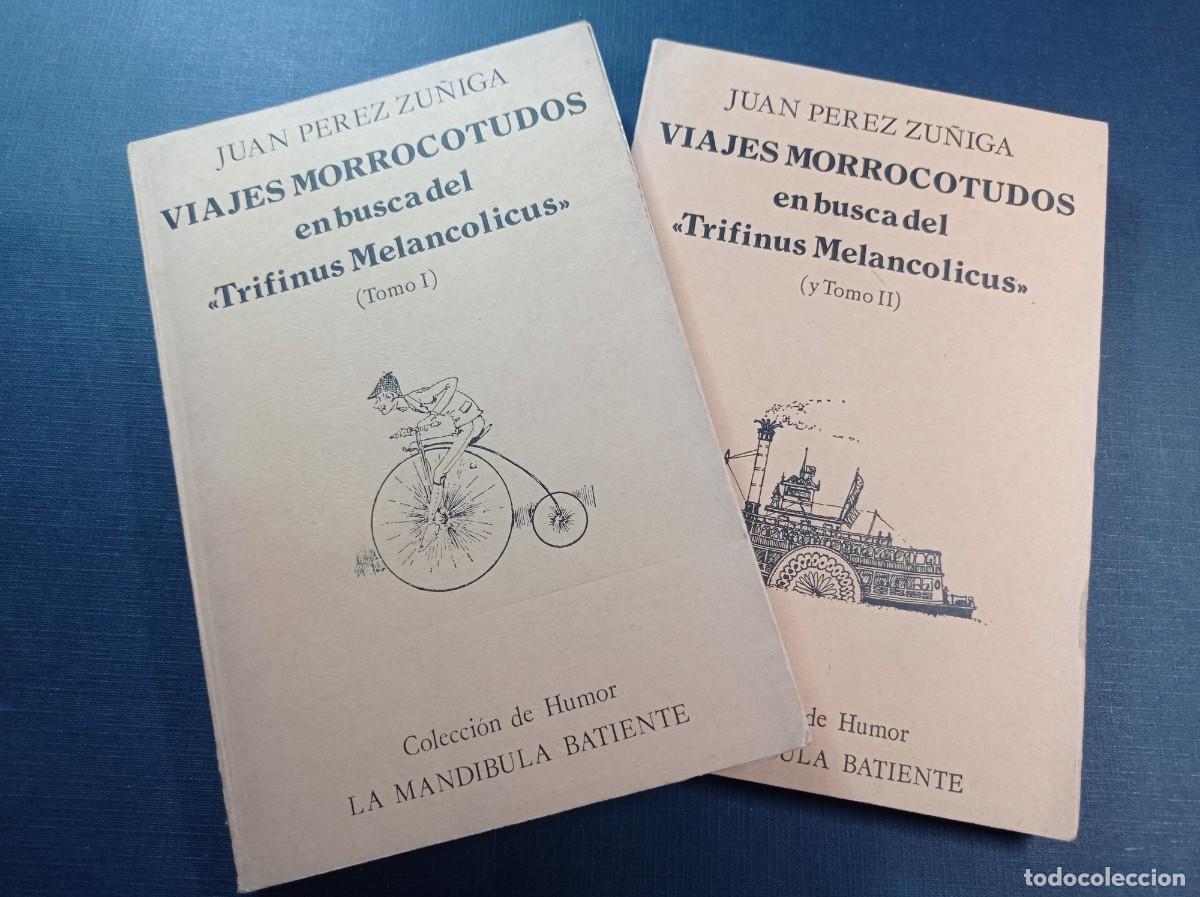 JUAN PEREZ ZUÑIGA
VIAJES MORROCOTUDOS
en busca del
«Trifinus Melancolicus»
(Tomo I)
Colección de Humor
LA MANDIBULA BATIENTE
JUAN PEREZ ZUÑIGA
VIAJES MORROCOTUDOS
en busca del
«Trifinus Melancolicus»
(y Tomo II)
de Humor
ULA BATIENTE
todocoleccion